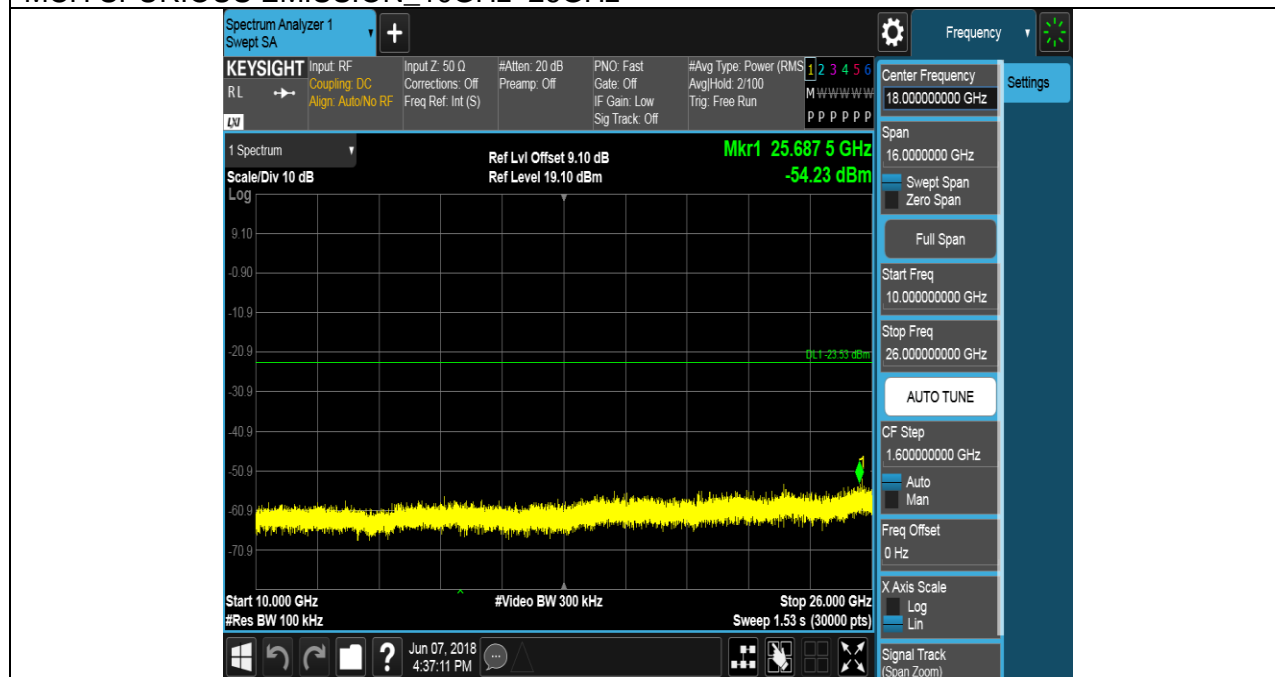 Spectrum Analyzer 1
Swept SA
Frequency
KEYSIGHT
RL
LXI
Input: RF
Coupling: DC
Align: Auto/No RF
Input Z: 50 Ω
Corrections: Off
Freq Ref: Int (S)
#Atten: 20 dB
Preamp: Off
PNO: Fast
Gate: Off
IF Gain: Low
Sig Track: Off
#Avg Type: Power (RMS
Avg|Hold: 2/100
Trig: Free Run
1 2 3 4 5 6
M W W W W W
P P P P P P
1 Spectrum
Scale/Div 10 dB
Log
Ref Lvl Offset 9.10 dB
Ref Level 19.10 dBm
Mkr1 25.687 5 GHz
-54.23 dBm
9.10
-0.90
-10.9
-20.9
DL1 -23.53 dBm
-30.9
-40.9
-50.9
1
-60.9
-70.9
Start 10.000 GHz
#Res BW 100 kHz
#Video BW 300 kHz
Stop 26.000 GHz
Sweep 1.53 s (30000 pts)
?
Jun 07, 2018
4:37:11 PM
Center Frequency
18.000000000 GHz
Settings
Span
16.0000000 GHz
Swept Span
Zero Span
Full Span
Start Freq
10.000000000 GHz
Stop Freq
26.000000000 GHz
AUTO TUNE
CF Step
1.600000000 GHz
Auto
Man
Freq Offset
0 Hz
X Axis Scale
Log
Lin
Signal Track
(Span Zoom)